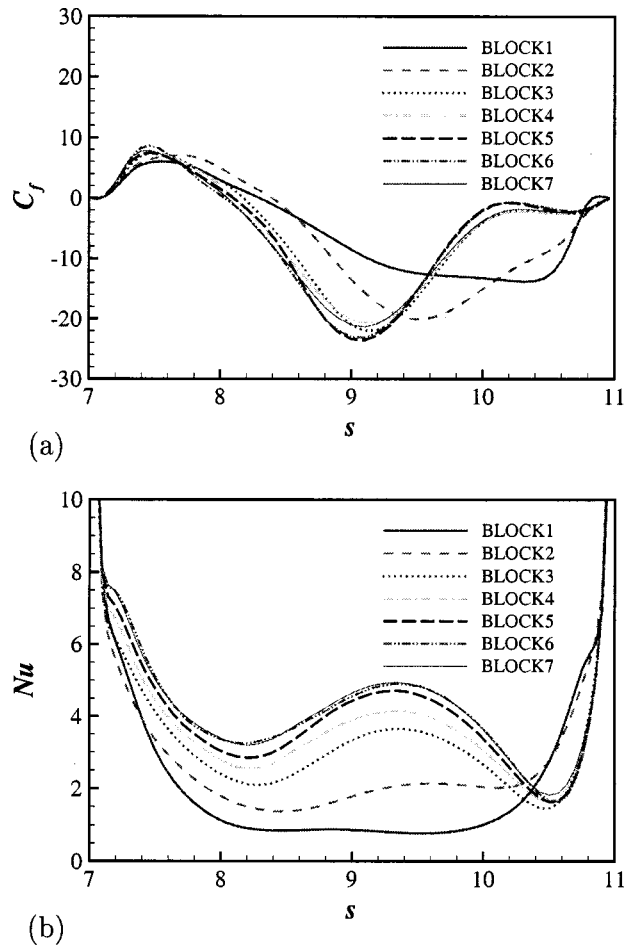 30
20
10
0
-10
-20
-30
C_f
BLOCK1
BLOCK2
BLOCK3
BLOCK4
BLOCK5
BLOCK6
BLOCK7
7
8
9
10
11
s
(a)
10
8
6
4
2
0
Nu
BLOCK1
BLOCK2
BLOCK3
BLOCK4
BLOCK5
BLOCK6
BLOCK7
7
8
9
10
11
s
(b)